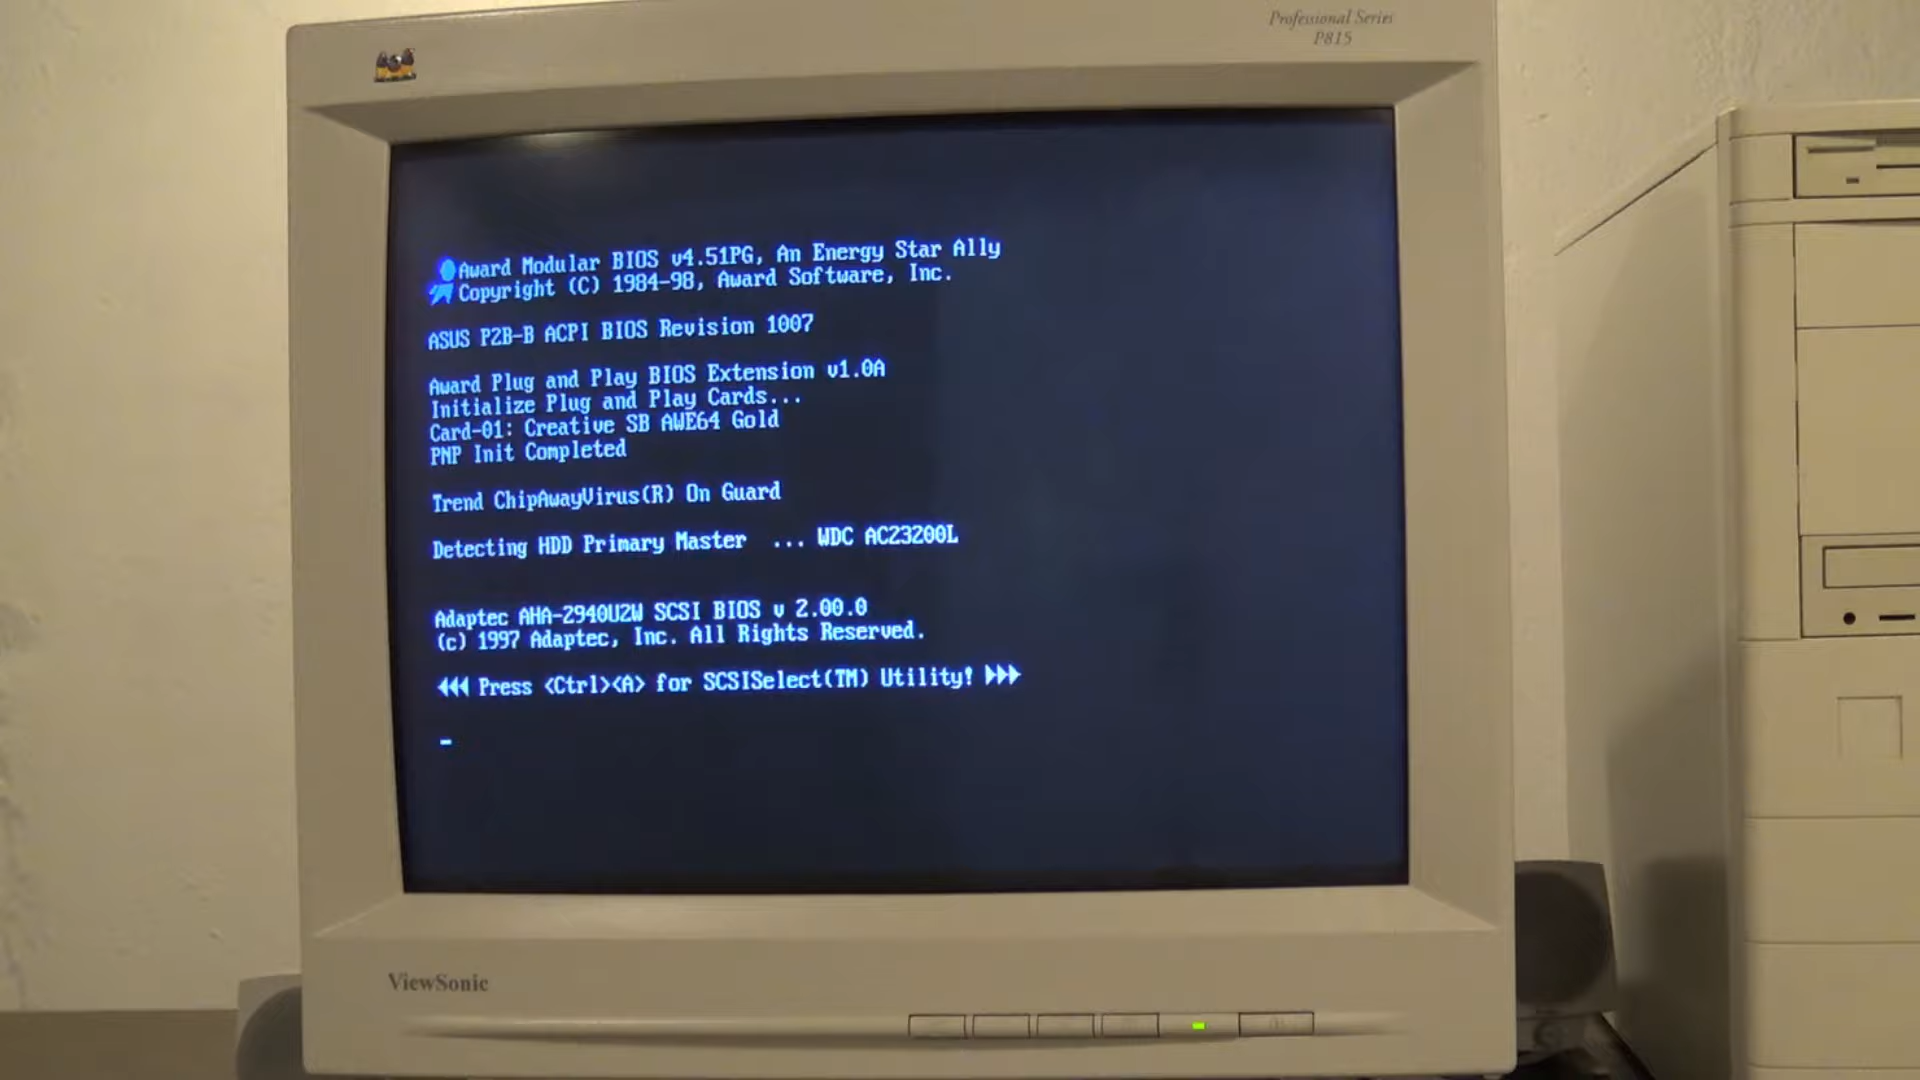 Professional Series
P815
Award Modular BIOS v4.51PG, An Energy Star Ally
Copyright (C) 1984-98, Award Software, Inc.
ASUS P2B-B ACPI BIOS Revision 1007
Award Plug and Play BIOS Extension v1.0A
Initialize Plug and Play Cards...
Card-01: Creative SB AWE64 Gold
PNP Init Completed
Trend ChipAwayVirus(R) On Guard
Detecting HDD Primary Master ... WDC AC23200L
Adaptec AHA-2940U2W SCSI BIOS v 2.00.0
(c) 1997 Adaptec, Inc. All Rights Reserved.
◄◄◄ Press <Ctrl><A> for SCSISelect(TM) Utility! ►►►
ViewSonic